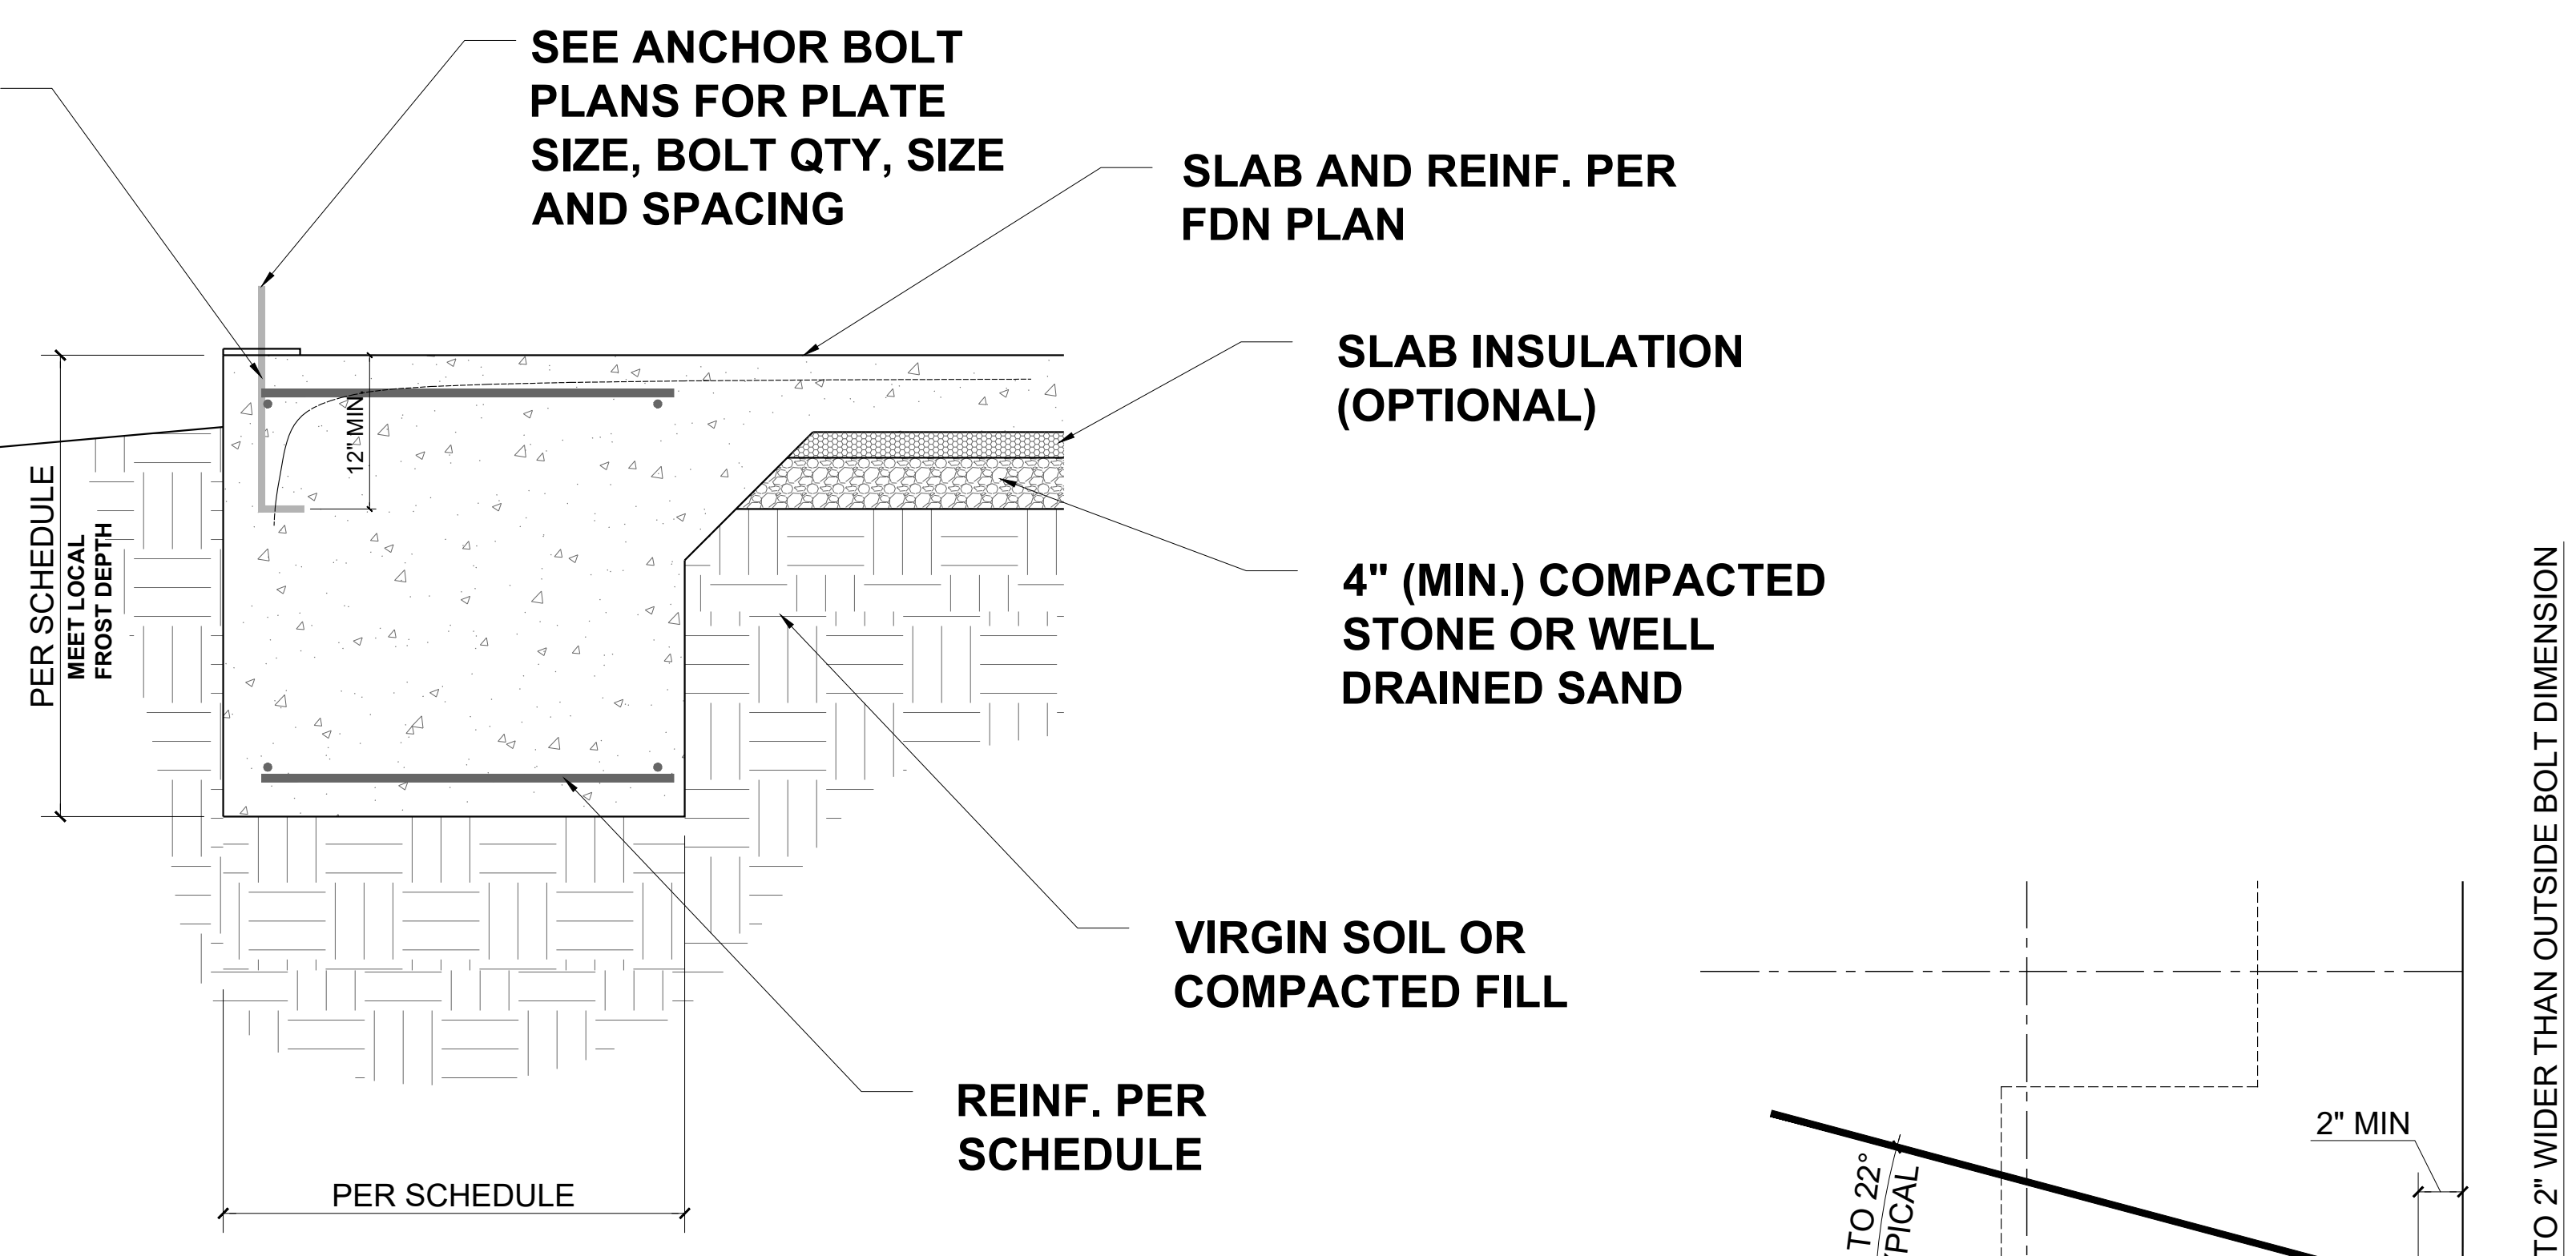 SEE ANCHOR BOLT
PLANS FOR PLATE
SIZE, BOLT QTY, SIZE
AND SPACING
SLAB AND REINF. PER
FDN PLAN
SLAB INSULATION
(OPTIONAL)
12" MIN
PER SCHEDULE
MEET LOCAL
FROST DEPTH
4" (MIN.) COMPACTED
STONE OR WELL
DRAINED SAND
VIRGIN SOIL OR
COMPACTED FILL
REINF. PER
SCHEDULE
PER SCHEDULE
2" MIN
TO 22°
TO 2" WIDER THAN OUTSIDE BOLT DIMENSION